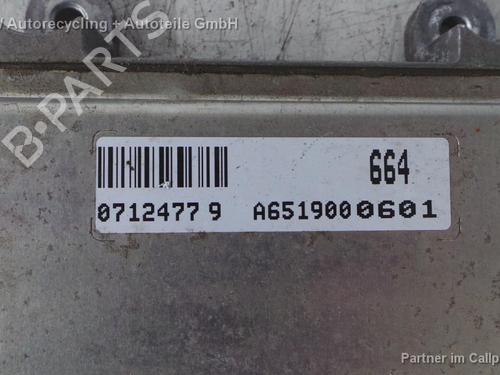 / Autorecycling + Autoteile GmbH
B-PARTS
664
0712477 9 A6519000601
Partner im Callp